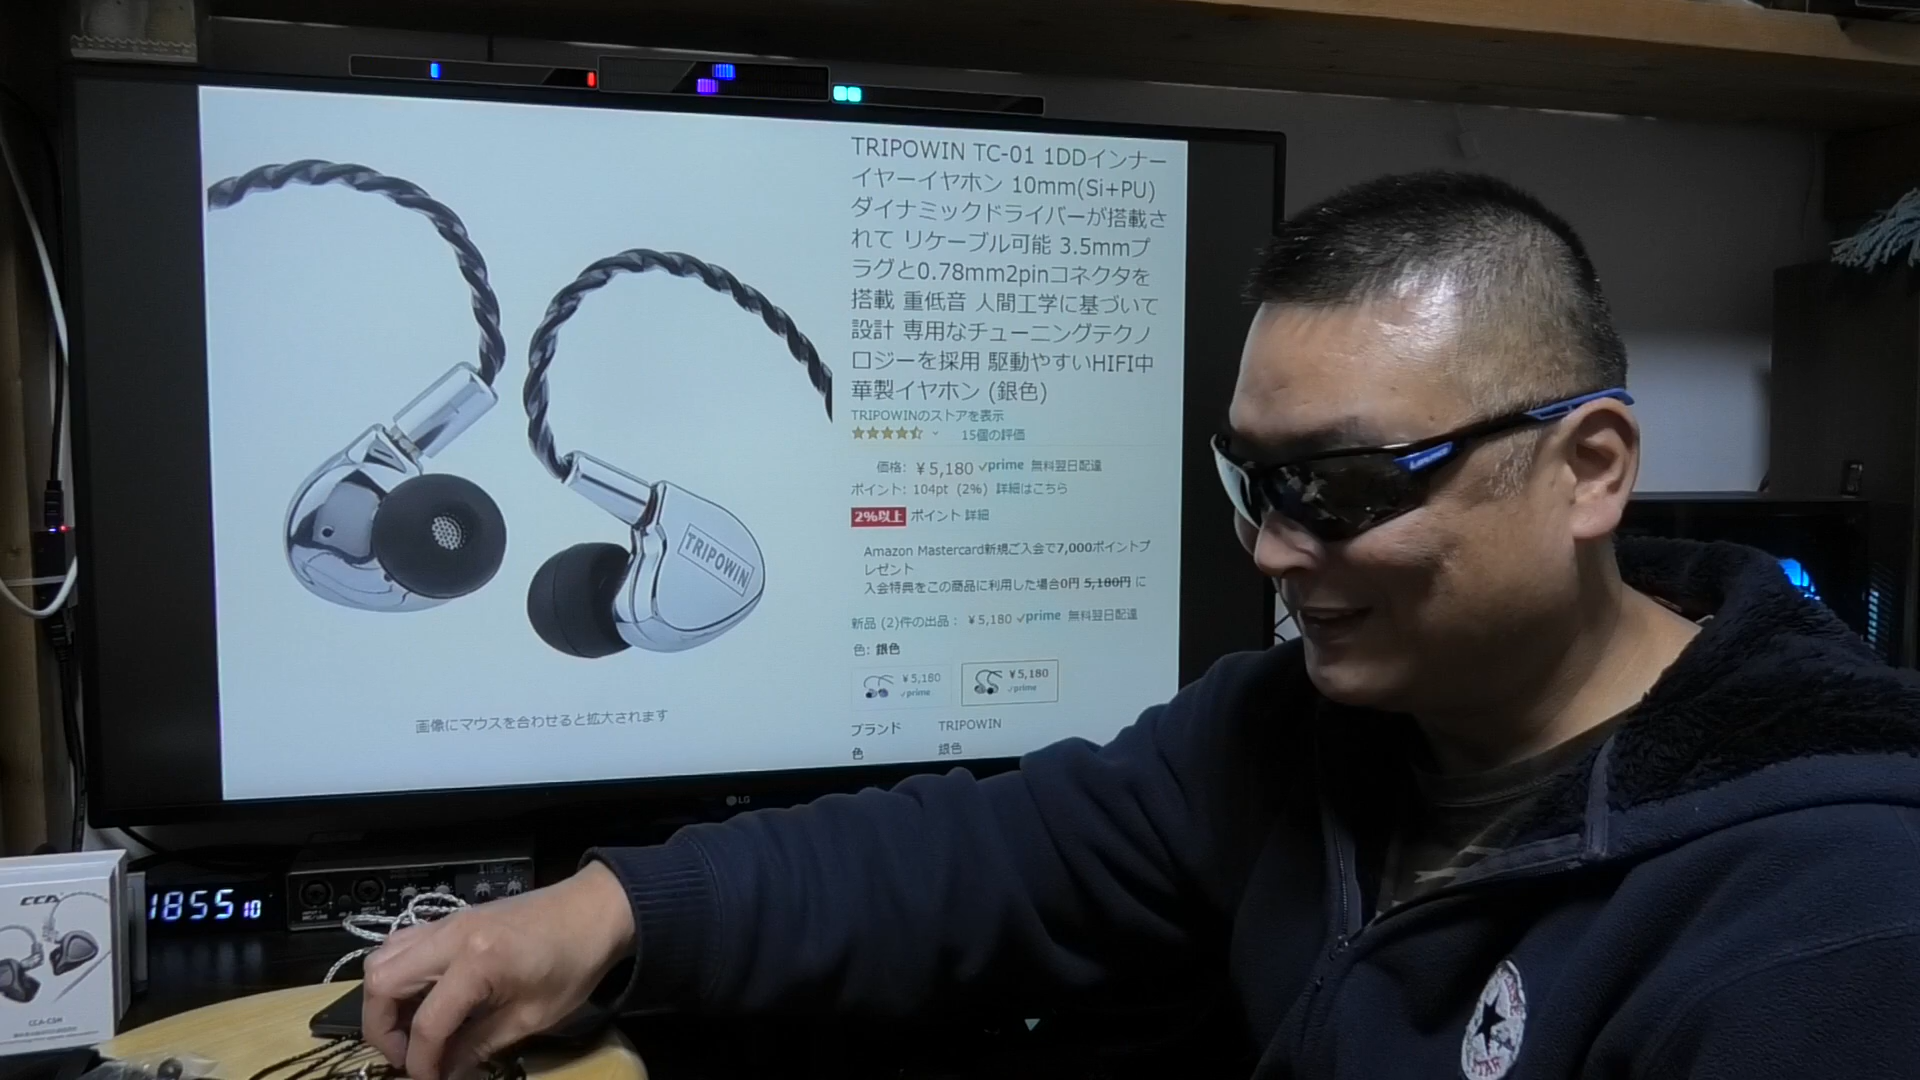 TRIPOWIN TC-01 1DDインナー
イヤーイヤホン 10mm(Si+PU)
ダイナミックドライバーが搭載さ
れて リケーブル可能 3.5mmプ
ラグと0.78mm2pinコネクタを
搭載 重低音 人間工学に基づいて
設計 専用なチューニングテクノ
ロジーを採用 駆動やすいHIFI中
華製イヤホン (銀色)
TRIPOWINのストアを表示
15個の評価
価格: ¥5,180 ✓prime 無料翌日配達
ポイント: 104pt (2%) 詳細はこちら
2%以上 ポイント 詳細
Amazon Mastercard新規ご入会で7,000ポイントプ
レゼント
入会特典をこの商品に利用した場合0円 5,180円 に
新品 (2)件の出品: ¥5,180 ✓prime 無料翌日配達
色: 銀色
¥5,180 ✓prime
¥5,180 ✓prime
ブランド TRIPOWIN
色 銀色
TRIPOWIN
画像にマウスを合わせると拡大されます
LG
1855 10
CCA
CCA-CSN